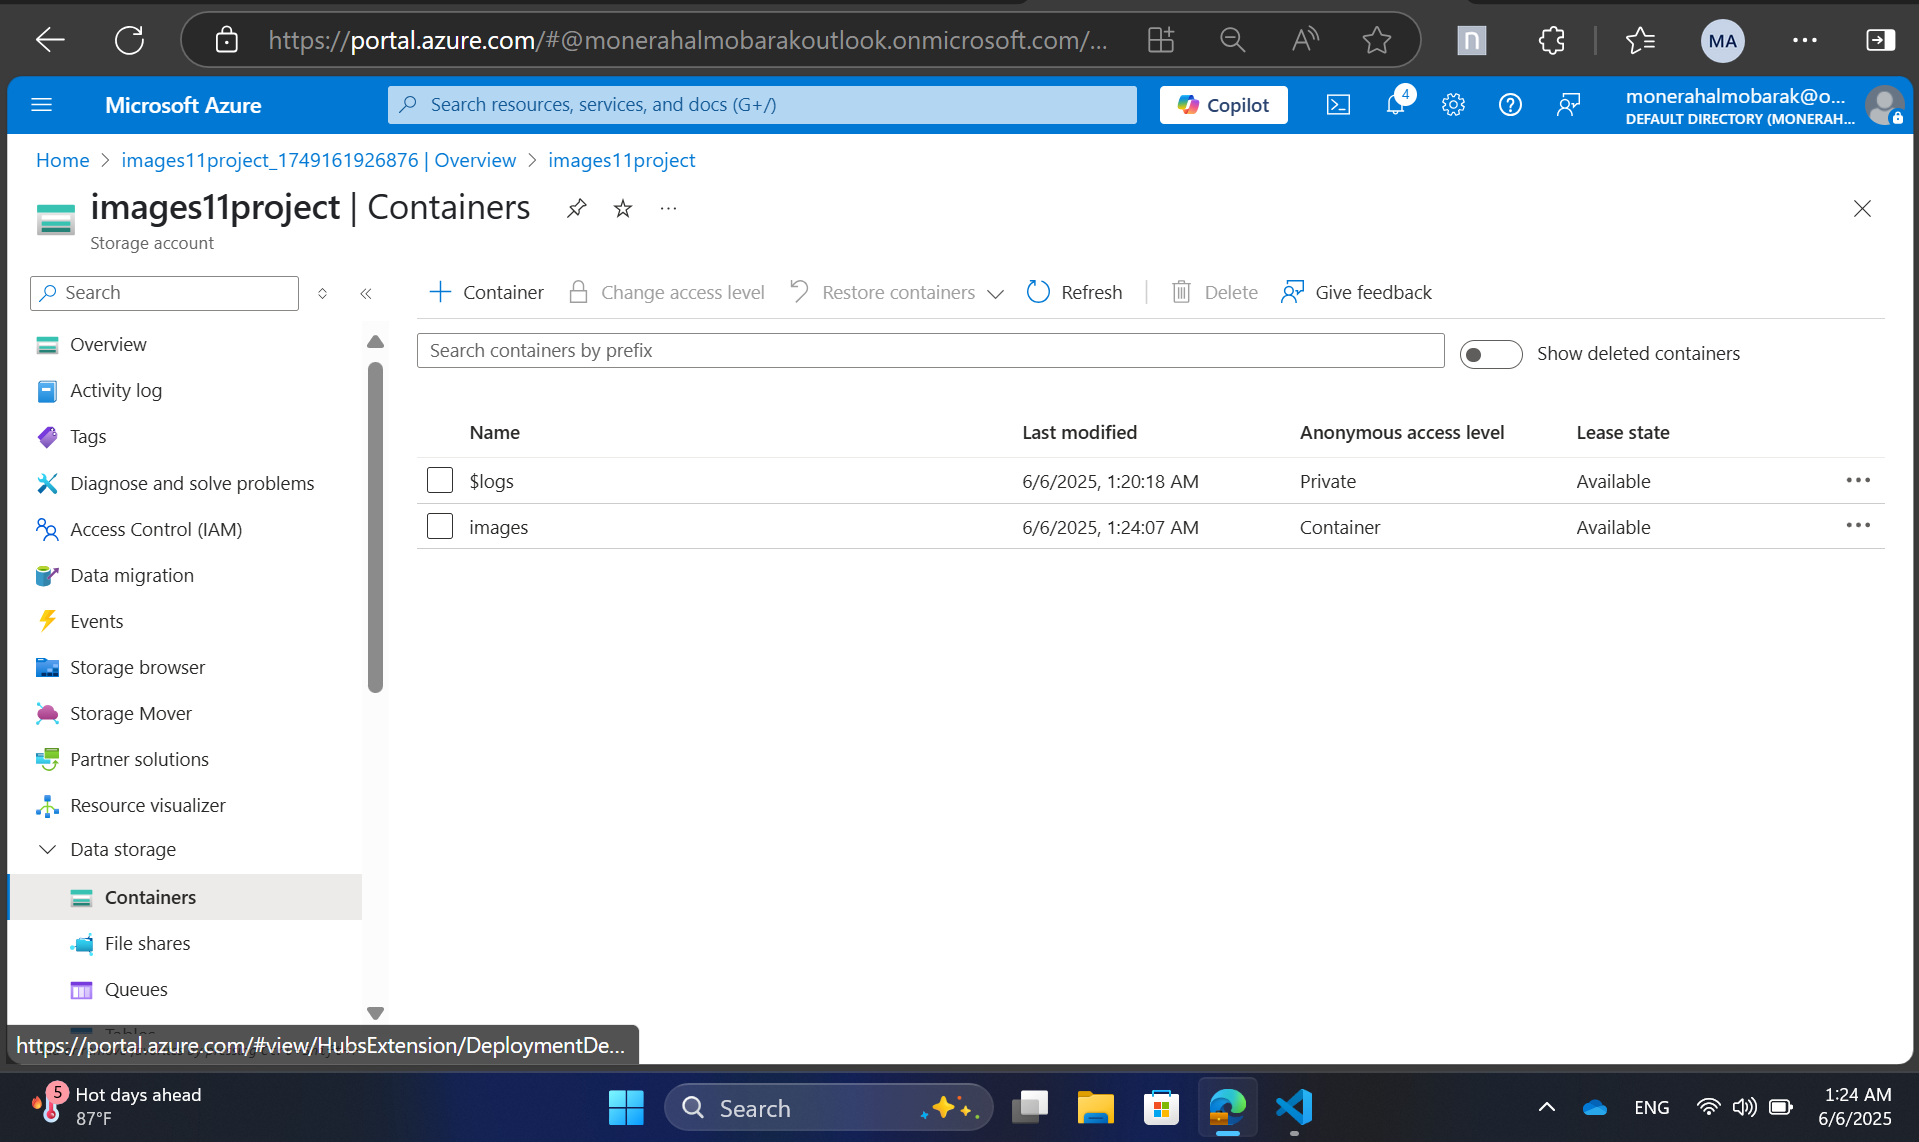 https://portal.azure.com/#@monerahalmobarakoutlook.onmicrosoft.com/...
n
MA
Microsoft Azure
Search resources, services, and docs (G+/)
Copilot
4
monerahalmobarak@o...
DEFAULT DIRECTORY (MONERAH...
Home > images11project_1749161926876 | Overview > images11project
images11project | Containers
Storage account
Search
Container
Change access level
Restore containers
Refresh
Delete
Give feedback
Search containers by prefix
Show deleted containers
Name Last modified Anonymous access level Lease state
$logs 6/6/2025, 1:20:18 AM Private Available
images 6/6/2025, 1:24:07 AM Container Available
Overview
Activity log
Tags
Diagnose and solve problems
Access Control (IAM)
Data migration
Events
Storage browser
Storage Mover
Partner solutions
Resource visualizer
Data storage
Containers
File shares
Queues
Tables
https://portal.azure.com/#view/HubsExtension/DeploymentDe...
5
Hot days ahead
87°F
Search
ENG
1:24 AM
6/6/2025